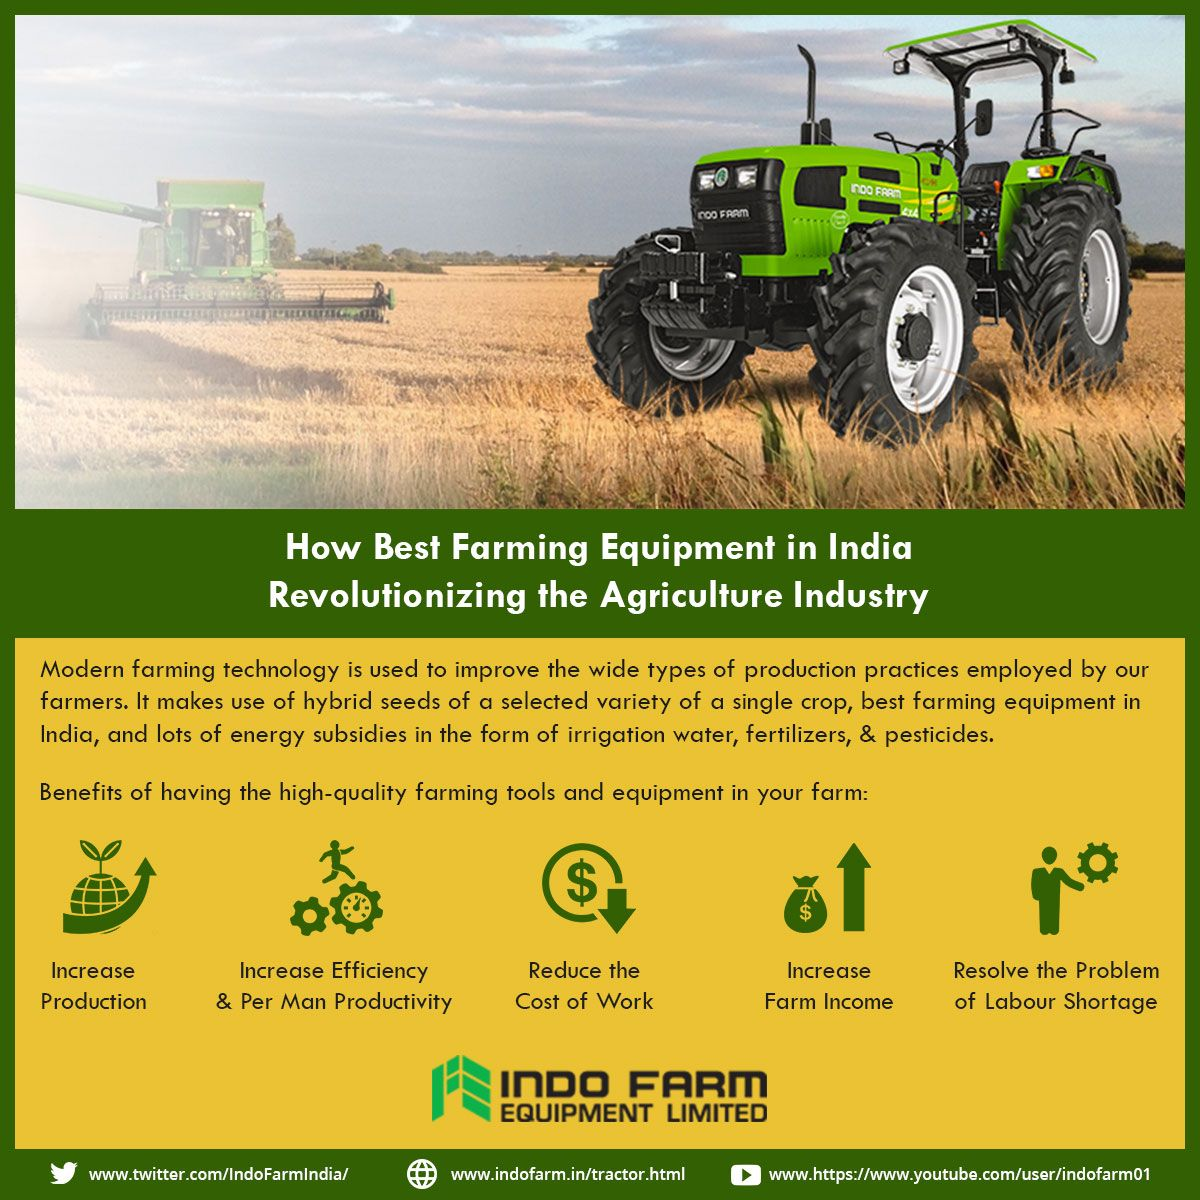 INDO FARM
INDO FARM
4x4
How Best Farming Equipment in India
Revolutionizing the Agriculture Industry
Modern farming technology is used to improve the wide types of production practices employed by our
farmers. It makes use of hybrid seeds of a selected variety of a single crop, best farming equipment in
India, and lots of energy subsidies in the form of irrigation water, fertilizers, & pesticides.
Benefits of having the high-quality farming tools and equipment in your farm:
$
$
Increase
Production
Increase Efficiency
& Per Man Productivity
Reduce the
Cost of Work
Increase
Farm Income
Resolve the Problem
of Labour Shortage
INDO FARM
EQUIPMENT LIMITED
www.twitter.com/IndoFarmIndia/
www.indofarm.in/tractor.html
www.https://www.youtube.com/user/indofarm01